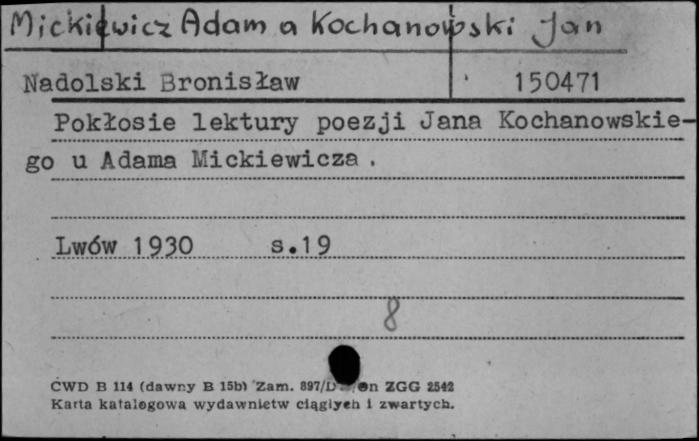 Mickiewicz Adam a Kochanowski Jan
Nadolski Bronisław 150471
Pokłosie lektury poezji Jana Kochanowskie-
go u Adama Mickiewicza.
Lwów 1930 s.19
8
CWD B 114 (dawny B 15b) Zam. 897/D ZGG 2542
Karta katalogowa wydawnictw ciągłych i zwartych.